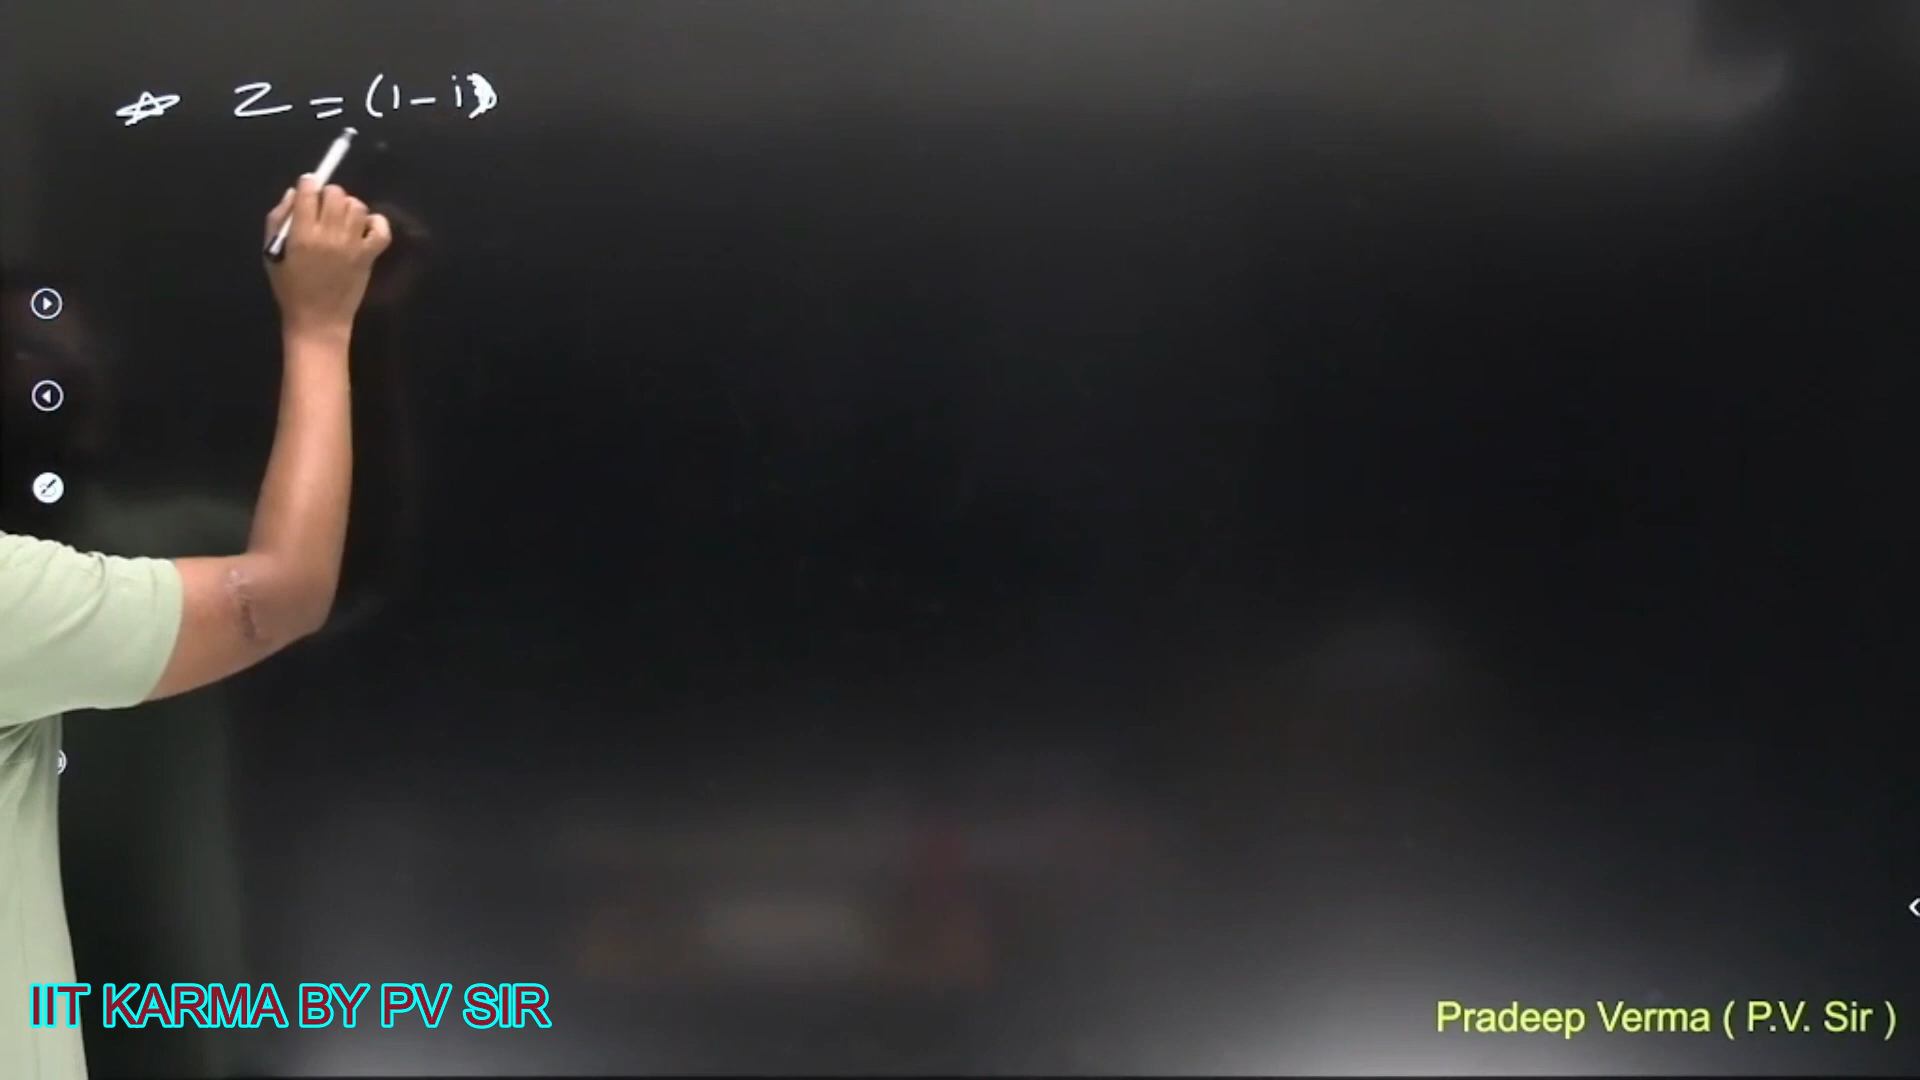 ☆ Z = (1 - i)
IIT KARMA BY PV SIR
Pradeep Verma ( P.V. Sir )